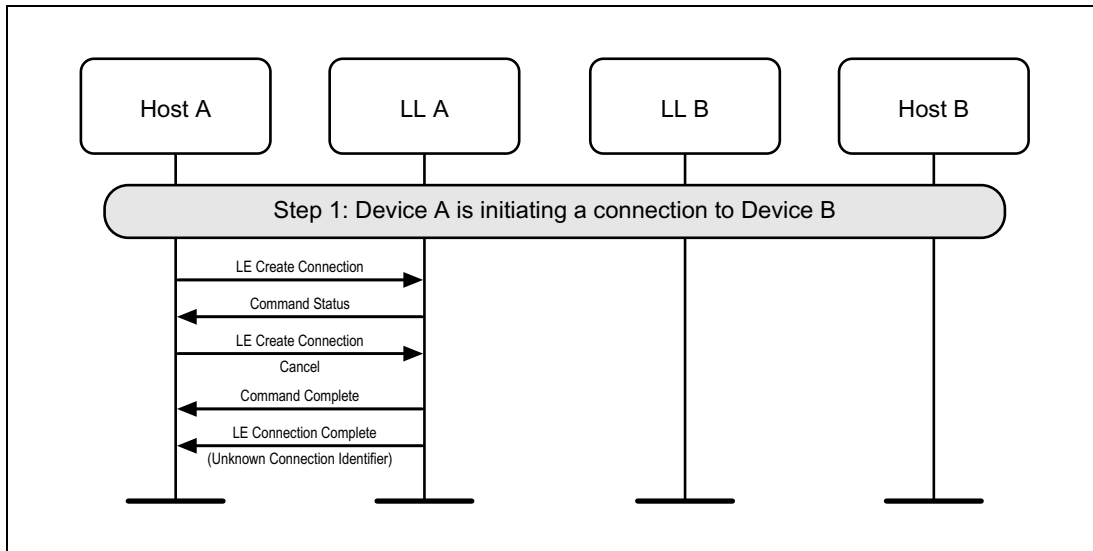 Host A
LL A
LL B
Host B
Step 1: Device A is initiating a connection to Device B
LE Create Connection
Command Status
LE Create Connection
Cancel
Command Complete
LE Connection Complete
(Unknown Connection Identifier)